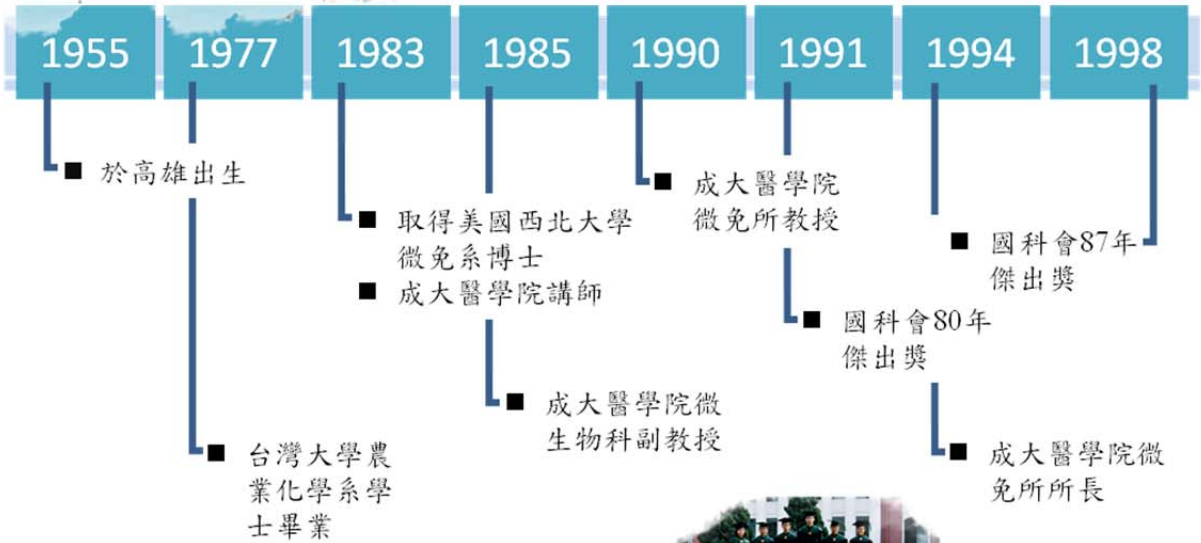 1955 1977 1983 1985 1990 1991 1994 1998
■ 於高雄出生
■ 台灣大學農
業化學系學
士畢業
■ 取得美國西北大學
微免系博士
■ 成大醫學院講師
■ 成大醫學院微
生物科副教授
■ 成大醫學院
微免所教授
■ 國科會80年
傑出獎
■ 成大醫學院微
免所所長
■ 國科會87年
傑出獎